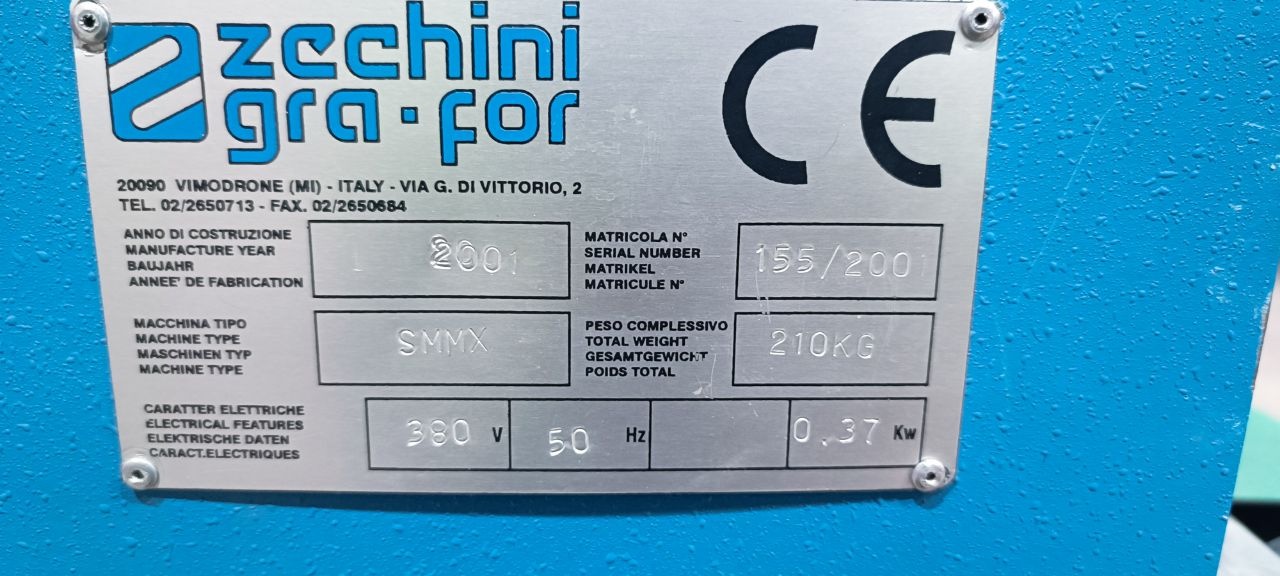 zechini
gra·for
CE
20090 VIMODRONE (MI) - ITALY - VIA G. DI VITTORIO, 2
TEL. 02/2650713 - FAX. 02/2650684
ANNO DI COSTRUZIONE
MANUFACTURE YEAR
BAUJAHR
ANNEE' DE FABRICATION
2001
MATRICOLA N°
SERIAL NUMBER
MATRIKEL
MATRICULE N°
155/2001
MACCHINA TIPO
MACHINE TYPE
MASCHINEN TYP
MACHINE TYPE
SMMX
PESO COMPLESSIVO
TOTAL WEIGHT
GESAMTGEWICHT
POIDS TOTAL
210KG
CARATTER ELETTRICHE
ELECTRICAL FEATURES
ELEKTRISCHE DATEN
CARACT.ELECTRIQUES
380 V
50 Hz
0.37 Kw